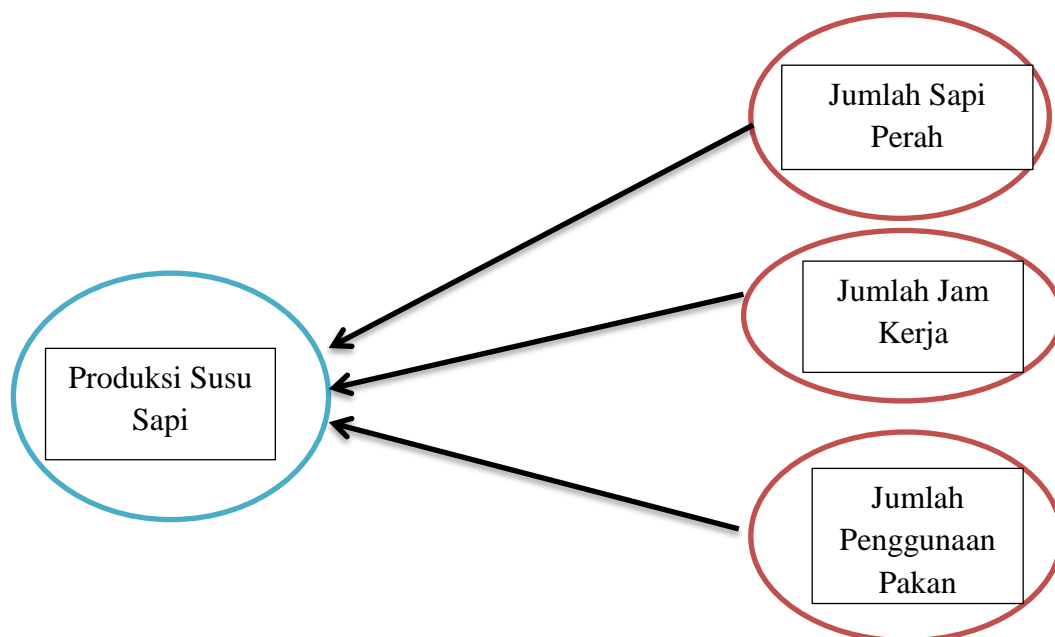 Jumlah Sapi
Perah
Jumlah Jam
Kerja
Produksi Susu
Sapi
Jumlah
Penggunaan
Pakan